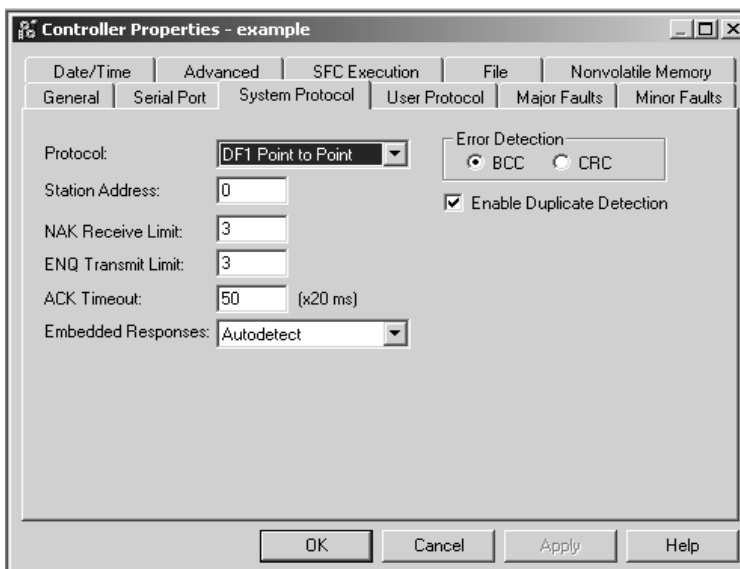 Controller Properties - example
Date/Time Advanced SFC Execution File Nonvolatile Memory
General Serial Port System Protocol User Protocol Major Faults Minor Faults
Protocol: DF1 Point to Point
Error Detection
BCC CRC
Station Address: 0
Enable Duplicate Detection
NAK Receive Limit: 3
ENQ Transmit Limit: 3
ACK Timeout: 50 (x20 ms)
Embedded Responses: Autodetect
OK Cancel Apply Help